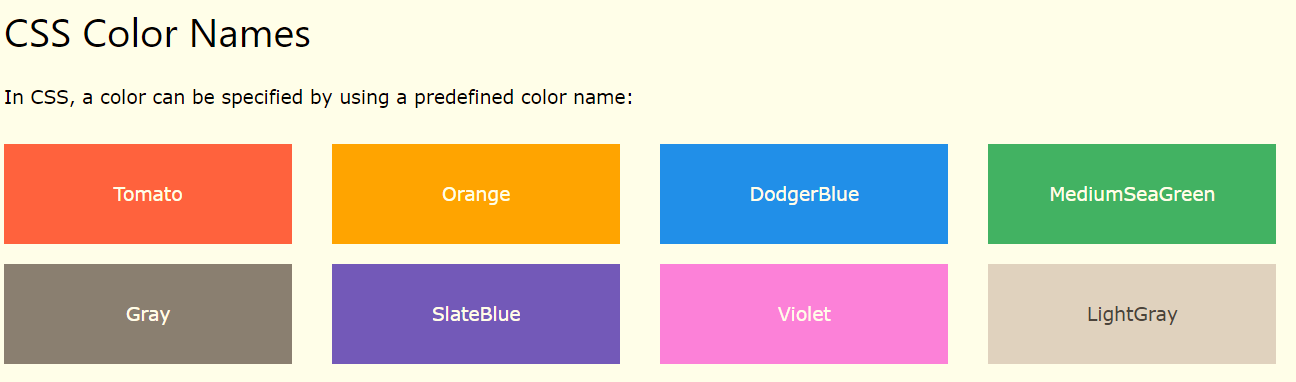 CSS Color Names
In CSS, a color can be specified by using a predefined color name:
Tomato
Orange
DodgerBlue
MediumSeaGreen
Gray
SlateBlue
Violet
LightGray